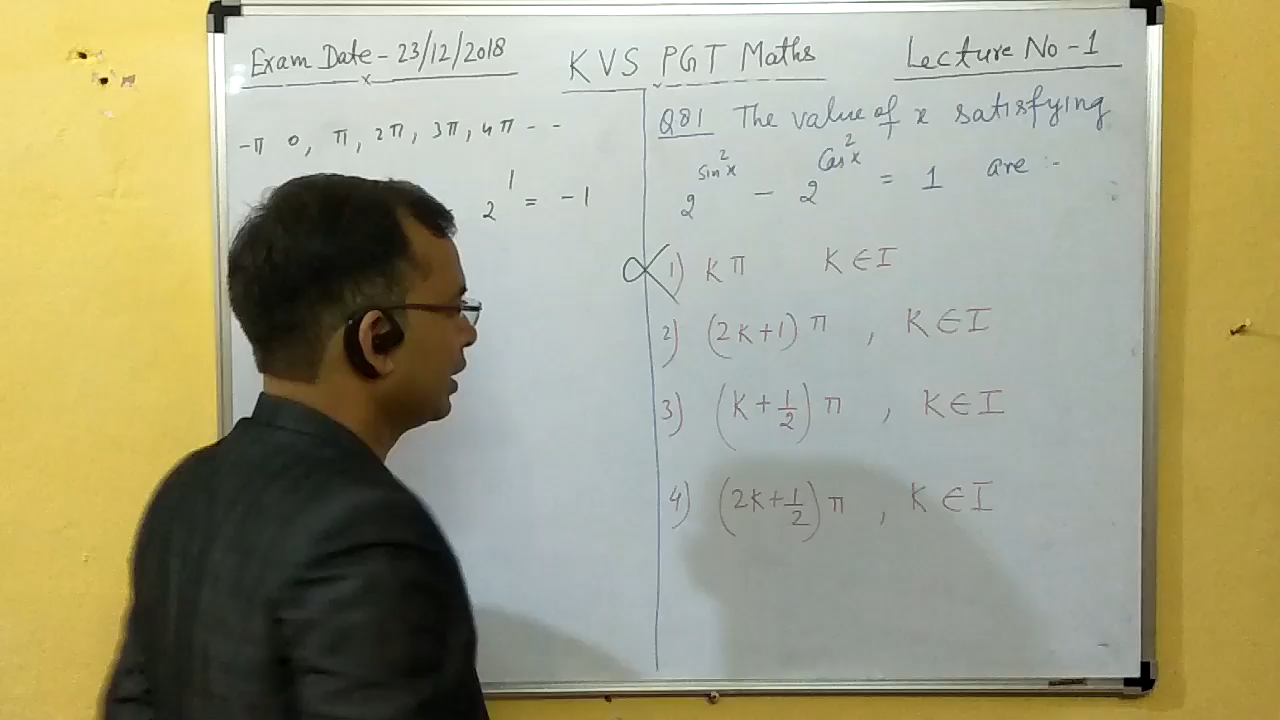 Exam Date - 23/12/2018
KVS PGT Maths
Lecture No - 1
-π 0, π, 2π, 3π, 4π - -
2^1 = -1
Q81 The value of x satisfying
2^sin²x - 2^Cos²x = 1 are :-
1) Kπ K∈I
2) (2K+1)π , K∈I
3) (K+1/2)π , K∈I
4) (2K+1/2)π , K∈I